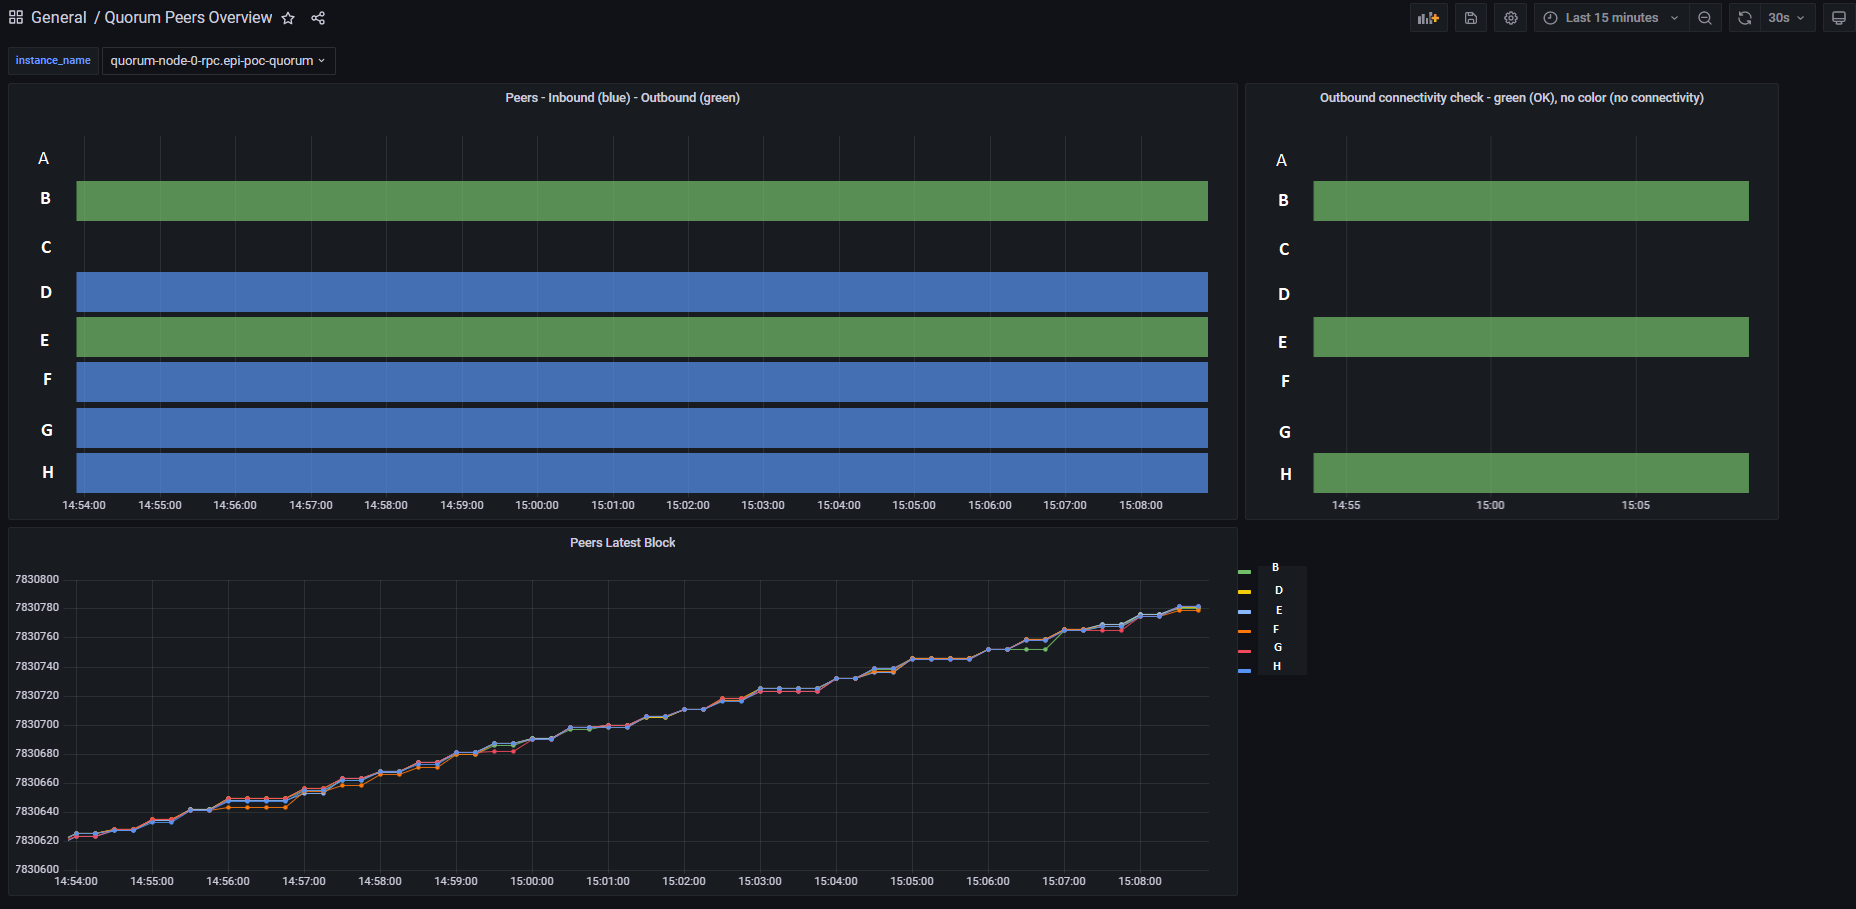 General / Quorum Peers Overview
Last 15 minutes
30s
instance_name
quorum-node-0-rpc.epi-poc-quorum
Peers - Inbound (blue) - Outbound (green)
A
B
C
D
E
F
G
H
14:54:00 14:55:00 14:56:00 14:57:00 14:58:00 14:59:00 15:00:00 15:01:00 15:02:00 15:03:00 15:04:00 15:05:00 15:06:00 15:07:00 15:08:00
Outbound connectivity check - green (OK), no color (no connectivity)
A
B
C
D
E
F
G
H
14:55 15:00 15:05
Peers Latest Block
7830800
7830780
7830760
7830740
7830720
7830700
7830680
7830660
7830640
7830620
7830600
14:54:00 14:55:00 14:56:00 14:57:00 14:58:00 14:59:00 15:00:00 15:01:00 15:02:00 15:03:00 15:04:00 15:05:00 15:06:00 15:07:00 15:08:00
B
D
E
F
G
H